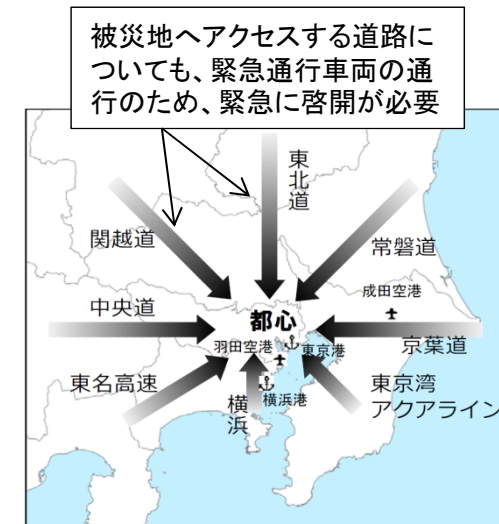 被災地へアクセスする道路に
ついても、緊急通行車両の通
行のため、緊急に啓開が必要
東北道
関越道
常磐道
成田空港
中央道
都心
羽田空港
東京港
京葉道
東名高速
横浜
横浜港
東京湾
アクアライン